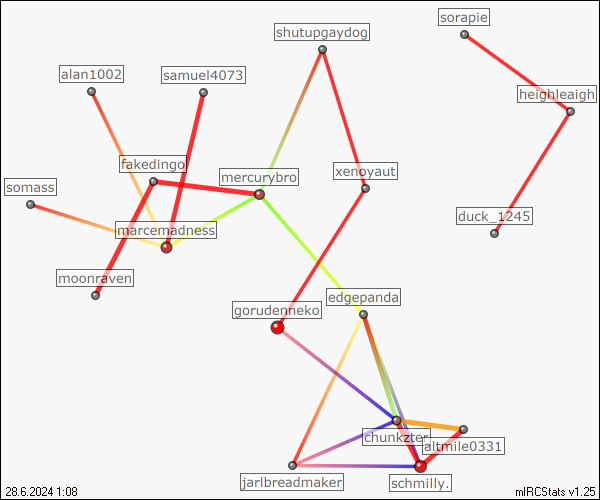 sorapie
shutupgaydog
alan1002
samuel4073
heighleaigh
fakedingo
mercurybro
xenoyaut
somass
duck_1245
marcemadness
moonraven
edgepanda
gorudenneko
chunkzter
altmile0331
jarlbreadmaker
schmilly.
28.6.2024 1:08
mIRCStats v1.25